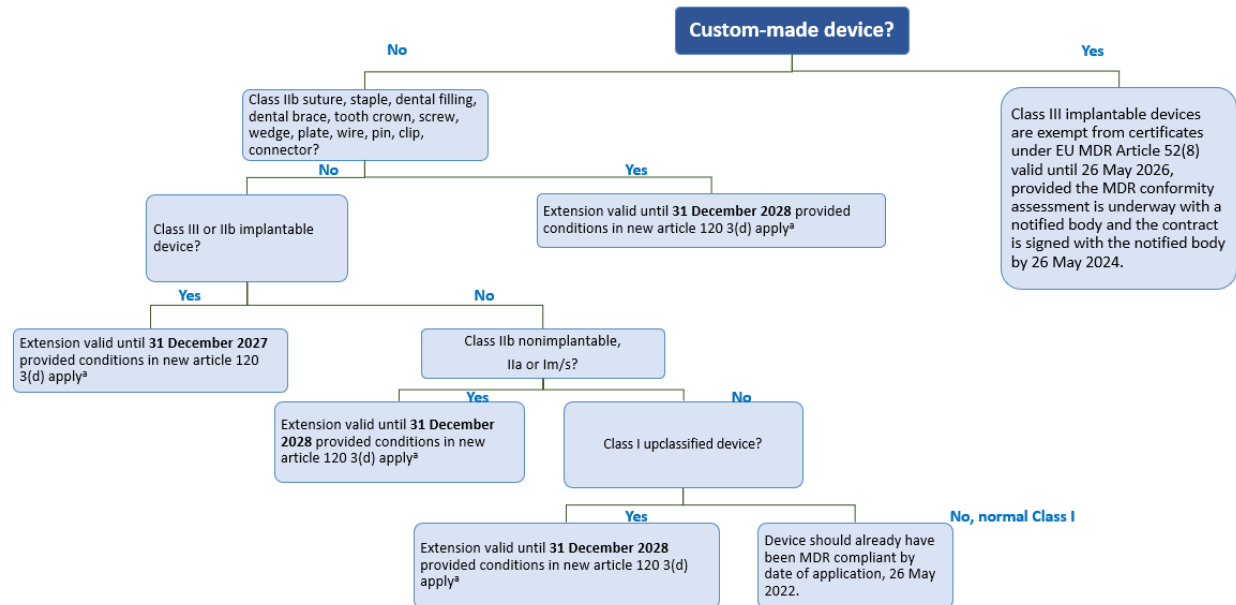 Custom-made device?
No
Yes
Class IIb suture, staple, dental filling,
dental brace, tooth crown, screw,
wedge, plate, wire, pin, clip,
connector?
Class III implantable devices
are exempt from certificates
under EU MDR Article 52(8)
valid until 26 May 2026,
provided the MDR conformity
assessment is underway with a
notified body and the contract
is signed with the notified body
by 26 May 2024.
No
Yes
Class III or IIb implantable
device?
Extension valid until 31 December 2028 provided
conditions in new article 120 3(d) applyᵃ
Yes
No
Extension valid until 31 December 2027
provided conditions in new article 120
3(d) applyᵃ
Class IIb nonimplantable,
IIa or Im/s?
Yes
No
Extension valid until 31 December
2028 provided conditions in new
article 120 3(d) applyᵃ
Class I upclassified device?
Yes
No, normal Class I
Extension valid until 31 December 2028
provided conditions in new article 120 3(d)
applyᵃ
Device should already have
been MDR compliant by
date of application, 26 May
2022.